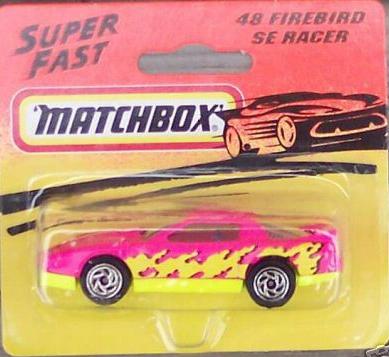 SUPER FAST
48 FIREBIRD
SE RACER
MATCHBOX®